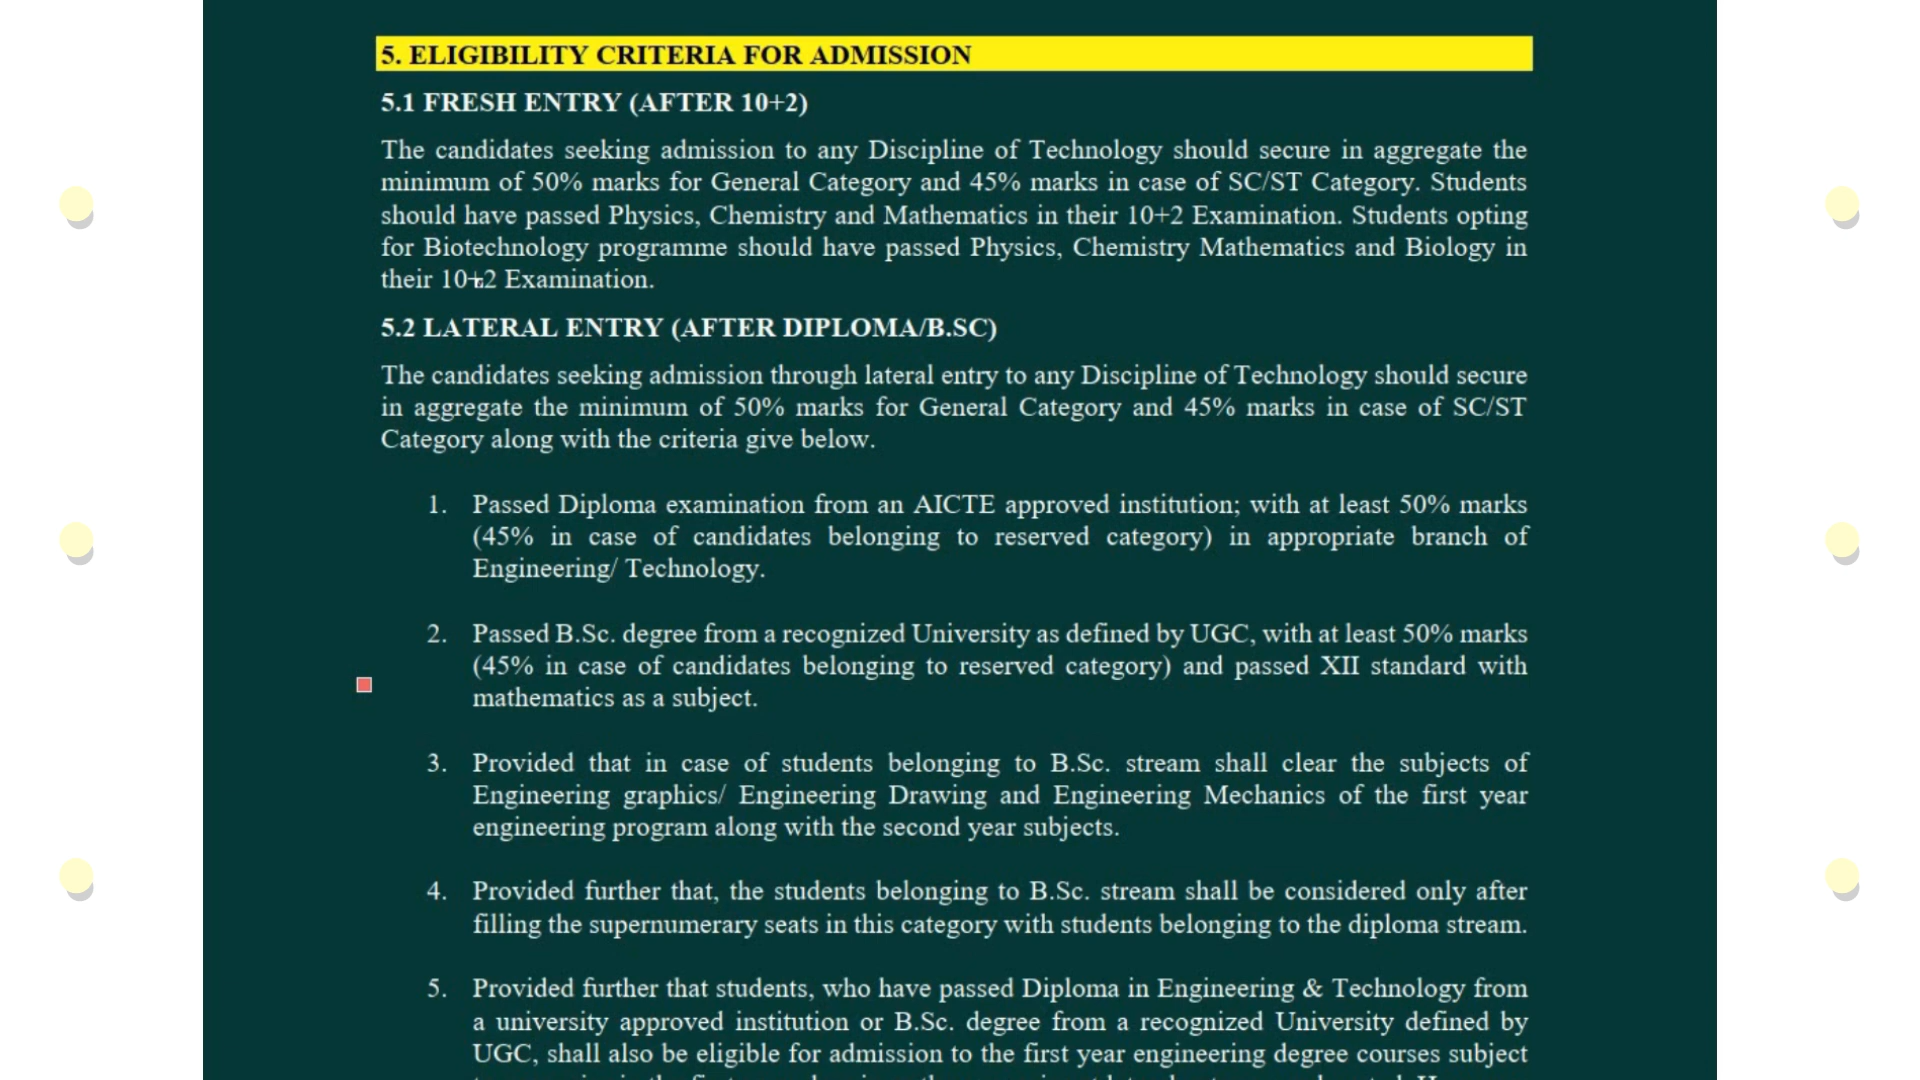 5. ELIGIBILITY CRITERIA FOR ADMISSION
5.1 FRESH ENTRY (AFTER 10+2)
The candidates seeking admission to any Discipline of Technology should secure in aggregate the
minimum of 50% marks for General Category and 45% marks in case of SC/ST Category. Students
should have passed Physics, Chemistry and Mathematics in their 10+2 Examination. Students opting
for Biotechnology programme should have passed Physics, Chemistry Mathematics and Biology in
their 10+2 Examination.
5.2 LATERAL ENTRY (AFTER DIPLOMA/B.SC)
The candidates seeking admission through lateral entry to any Discipline of Technology should secure
in aggregate the minimum of 50% marks for General Category and 45% marks in case of SC/ST
Category along with the criteria give below.
1. Passed Diploma examination from an AICTE approved institution; with at least 50% marks
(45% in case of candidates belonging to reserved category) in appropriate branch of
Engineering/ Technology.
2. Passed B.Sc. degree from a recognized University as defined by UGC, with at least 50% marks
(45% in case of candidates belonging to reserved category) and passed XII standard with
mathematics as a subject.
3. Provided that in case of students belonging to B.Sc. stream shall clear the subjects of
Engineering graphics/ Engineering Drawing and Engineering Mechanics of the first year
engineering program along with the second year subjects.
4. Provided further that, the students belonging to B.Sc. stream shall be considered only after
filling the supernumerary seats in this category with students belonging to the diploma stream.
5. Provided further that students, who have passed Diploma in Engineering & Technology from
a university approved institution or B.Sc. degree from a recognized University defined by
UGC, shall also be eligible for admission to the first year engineering degree courses subject